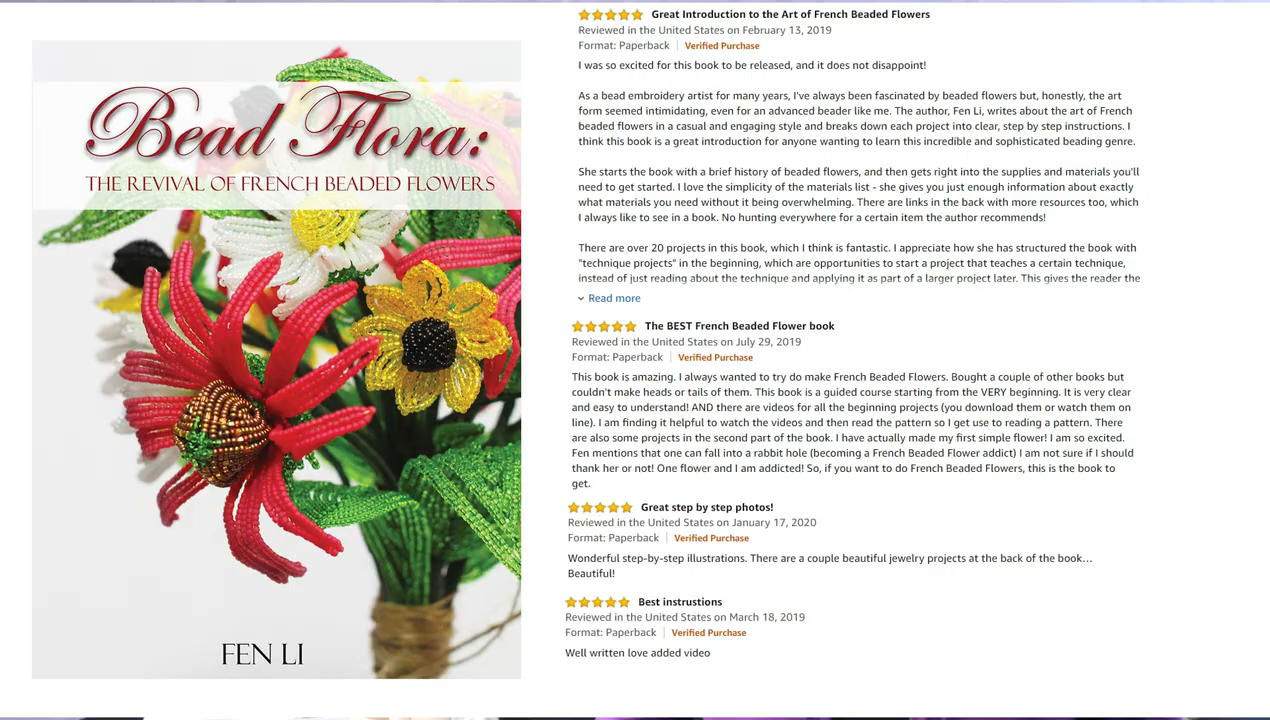 Bead Flora:
THE REVIVAL OF FRENCH BEADED FLOWERS
FEN LI
Great Introduction to the Art of French Beaded Flowers
Reviewed in the United States on February 13, 2019
Format: Paperback | Verified Purchase
I was so excited for this book to be released, and it does not disappoint!
As a bead embroidery artist for many years, I've always been fascinated by beaded flowers but, honestly, the art
form seemed intimidating, even for an advanced beader like me. The author, Fen Li, writes about the art of French
beaded flowers in a casual and engaging style and breaks down each project into clear, step by step instructions. I
think this book is a great introduction for anyone wanting to learn this incredible and sophisticated beading genre.
She starts the book with a brief history of beaded flowers, and then gets right into the supplies and materials you'll
need to get started. I love the simplicity of the materials list - she gives you just enough information about exactly
what materials you need without it being overwhelming. There are links in the back with more resources too, which
I always like to see in a book. No hunting everywhere for a certain item the author recommends!
There are over 20 projects in this book, which I think is fantastic. I appreciate how she has structured the book with
"technique projects" in the beginning, which are opportunities to start a project that teaches a certain technique,
instead of just reading about the technique and applying it as part of a larger project later. This gives the reader the
Read more
The BEST French Beaded Flower book
Reviewed in the United States on July 29, 2019
Format: Paperback | Verified Purchase
This book is amazing. I always wanted to try do make French Beaded Flowers. Bought a couple of other books but
couldn't make heads or tails of them. This book is a guided course starting from the VERY beginning. It is very clear
and easy to understand! AND there are videos for all the beginning projects (you download them or watch them on
line). I am finding it helpful to watch the videos and then read the pattern so I get use to reading a pattern. There
are also some projects in the second part of the book. I have actually made my first simple flower! I am so excited.
Fen mentions that one can fall into a rabbit hole (becoming a French Beaded Flower addict) I am not sure if I should
thank her or not! One flower and I am addicted! So, if you want to do French Beaded Flowers, this is the book to
get.
Great step by step photos!
Reviewed in the United States on January 17, 2020
Format: Paperback | Verified Purchase
Wonderful step-by-step illustrations. There are a couple beautiful jewelry projects at the back of the book...
Beautiful!
Best instrustions
Reviewed in the United States on March 18, 2019
Format: Paperback | Verified Purchase
Well written love added video